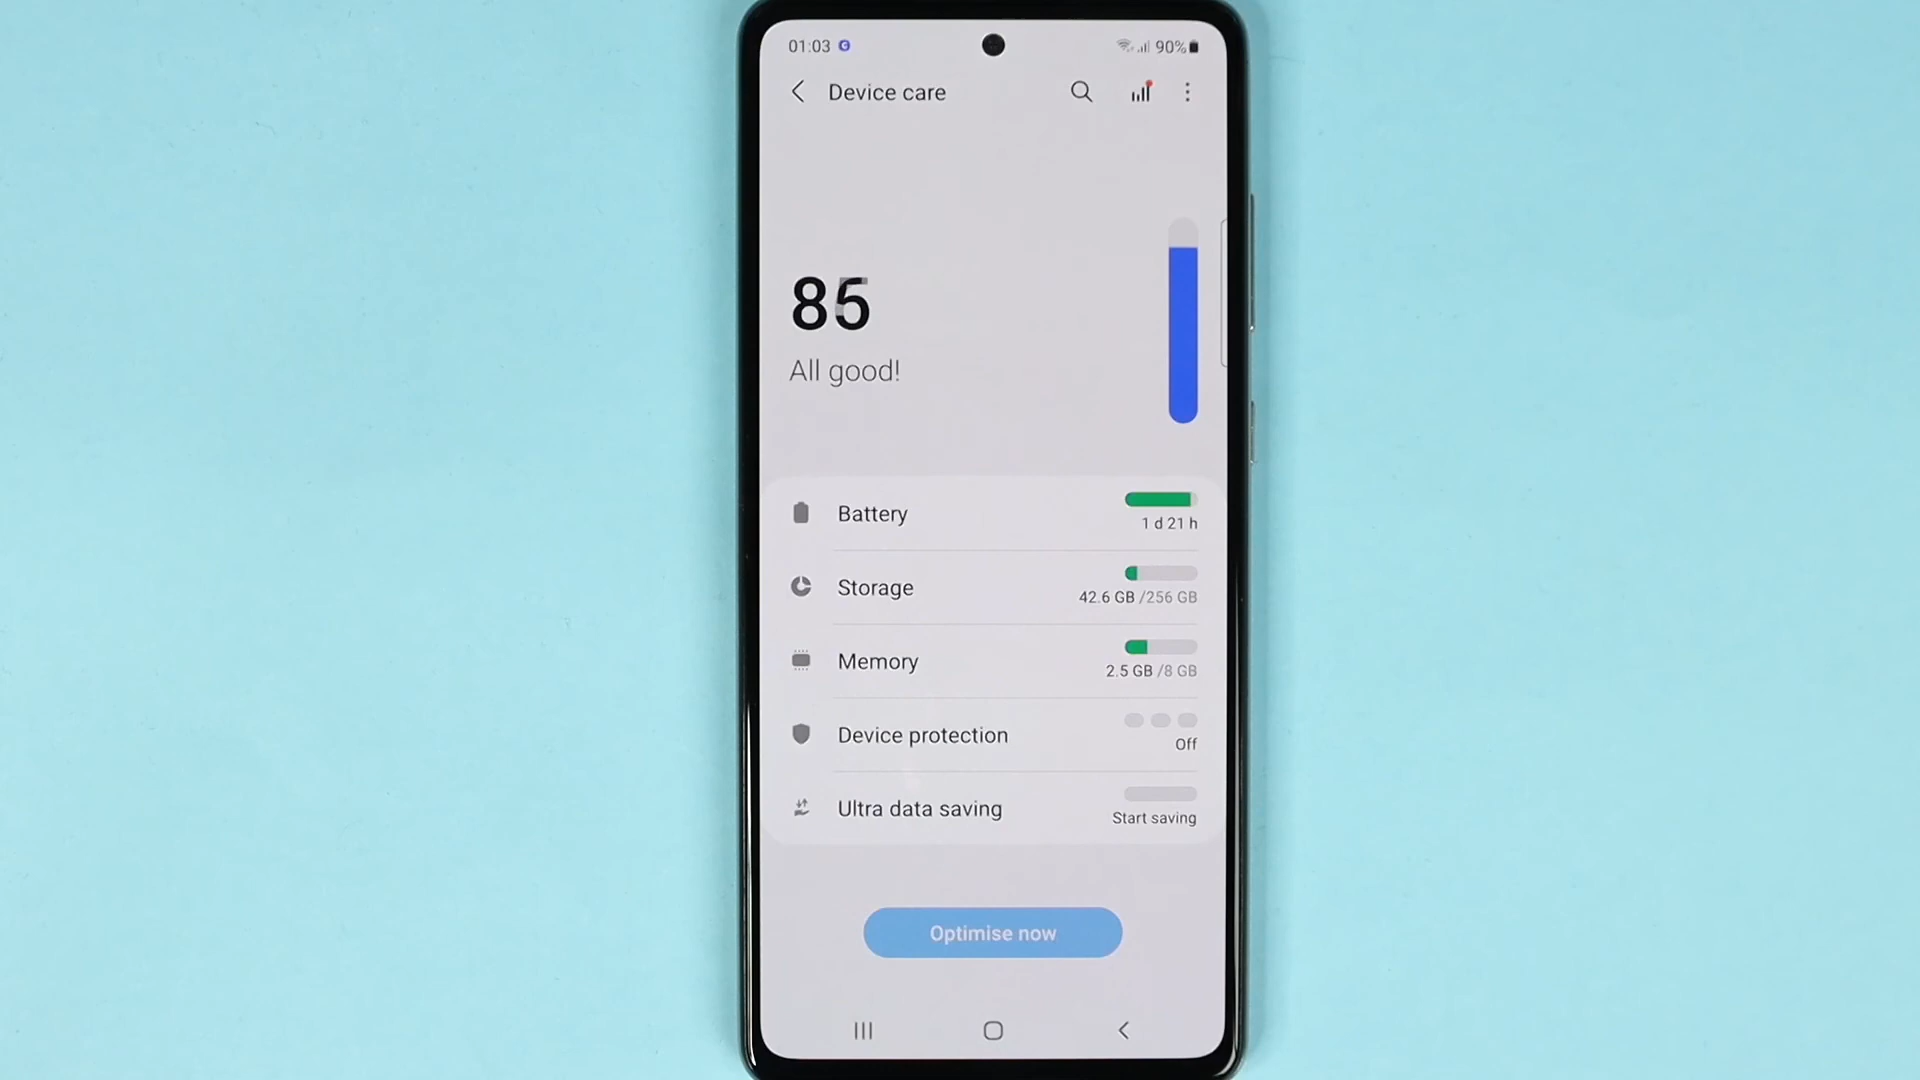 01:03 G 90%
Device care
85
All good!
Battery
1 d 21 h
Storage
42.6 GB /256 GB
Memory
2.5 GB /8 GB
Device protection
Off
Ultra data saving
Start saving
Optimise now